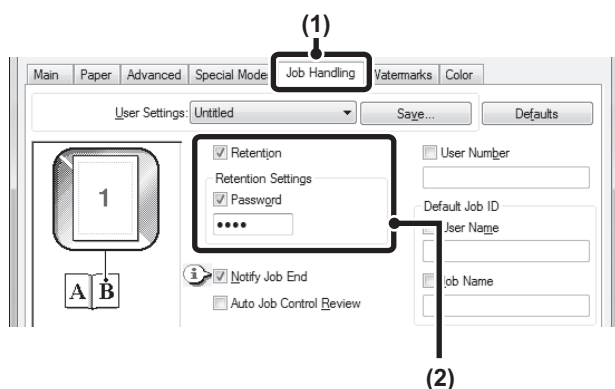 (1)
Main Paper Advanced Special Mode Job Handling Watermarks Color
User Settings: Untitled Save... Defaults
Retention
Retention Settings
Password
••••
Notify Job End
Auto Job Control Review
User Number
Default Job ID
User Name
Job Name
1
A B
i
(2)